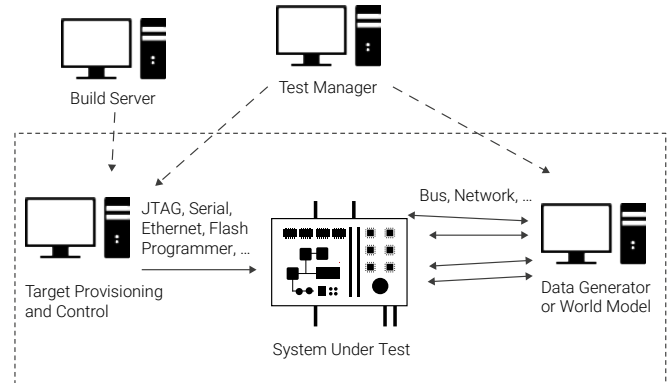 Build Server
Test Manager
JTAG, Serial,
Ethernet, Flash
Programmer, ...
Bus, Network, ...
Target Provisioning
and Control
System Under Test
Data Generator
or World Model